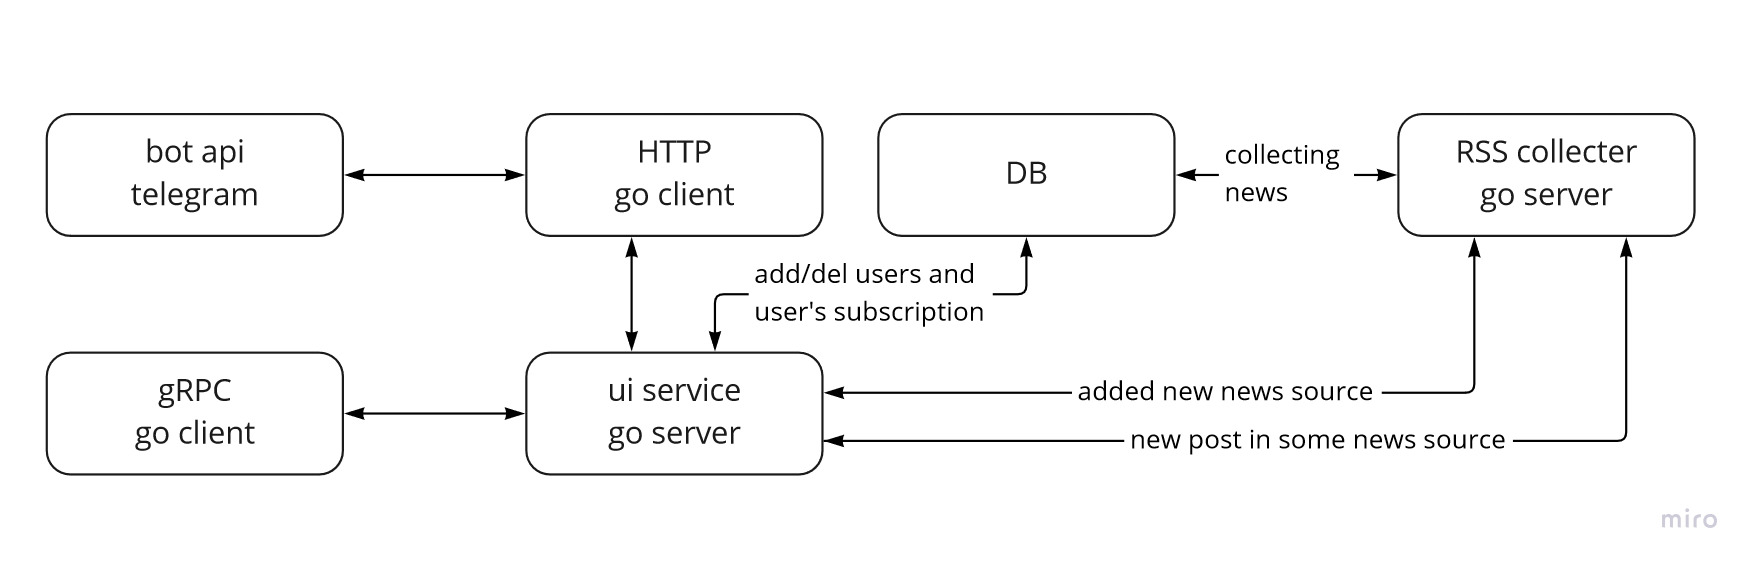 bot api
telegram
HTTP
go client
DB
collecting
news
RSS collecter
go server
add/del users and
user's subscription
gRPC
go client
ui service
go server
added new news source
new post in some news source
miro